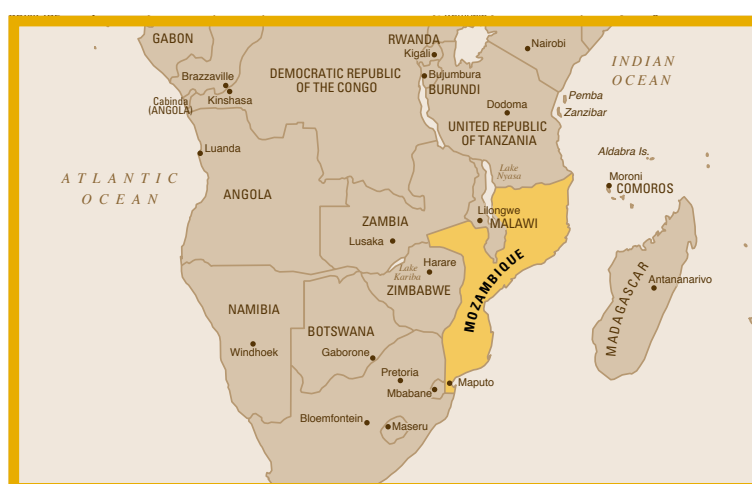 GABON
RWANDA
Kigali
Nairobi
INDIAN
OCEAN
Brazzaville
DEMOCRATIC REPUBLIC
OF THE CONGO
Bujumbura
BURUNDI
Kinshasa
Cabinda
(ANGOLA)
Dodoma
Pemba
Zanzibar
UNITED REPUBLIC
OF TANZANIA
Luanda
Aldabra Is.
ATLANTIC
OCEAN
Lake
Nyasa
Moroni
COMOROS
ANGOLA
ZAMBIA
Lilongwe
MALAWI
Lusaka
Lake
Kariba
Harare
ZIMBABWE
MOZAMBIQUE
MADAGASCAR
Antananarivo
NAMIBIA
BOTSWANA
Windhoek
Gaborone
Pretoria
Mbabane
Maputo
Bloemfontein
Maseru